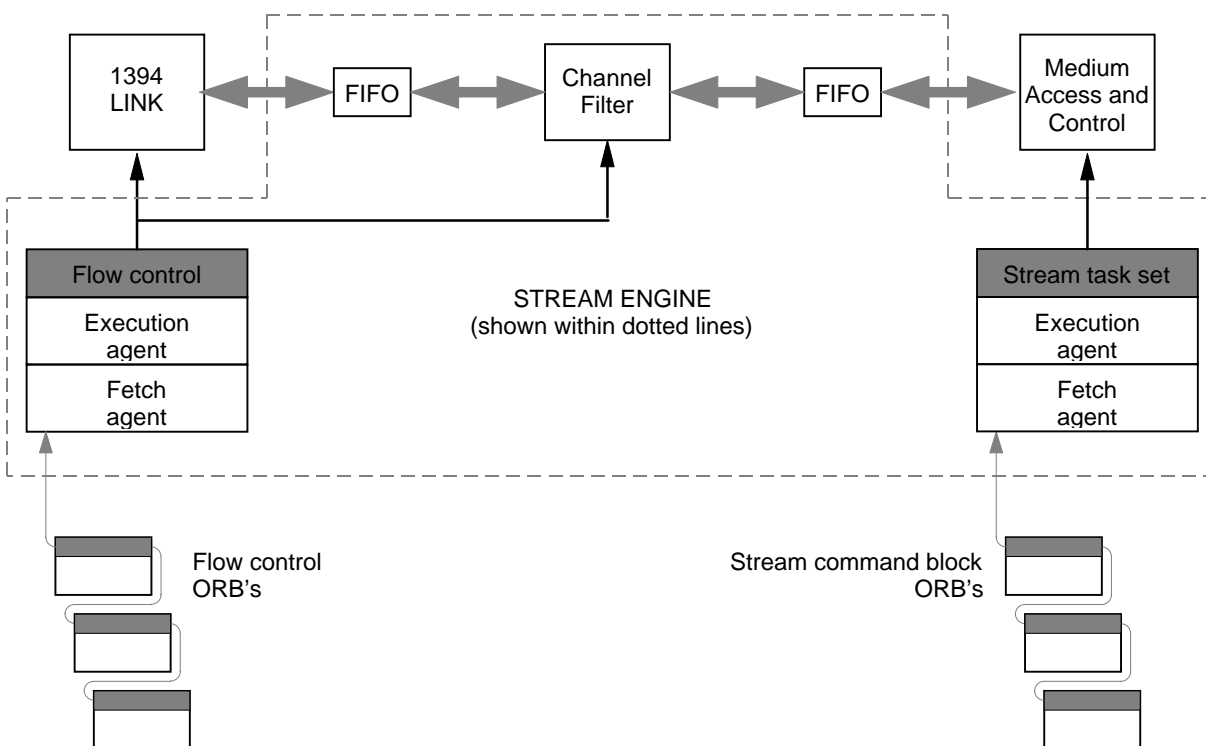 1394
LINK
FIFO
Channel
Filter
FIFO
Medium
Access and
Control
Flow control
Execution
agent
Fetch
agent
STREAM ENGINE
(shown within dotted lines)
Stream task set
Execution
agent
Fetch
agent
Flow control
ORB's
Stream command block
ORB's